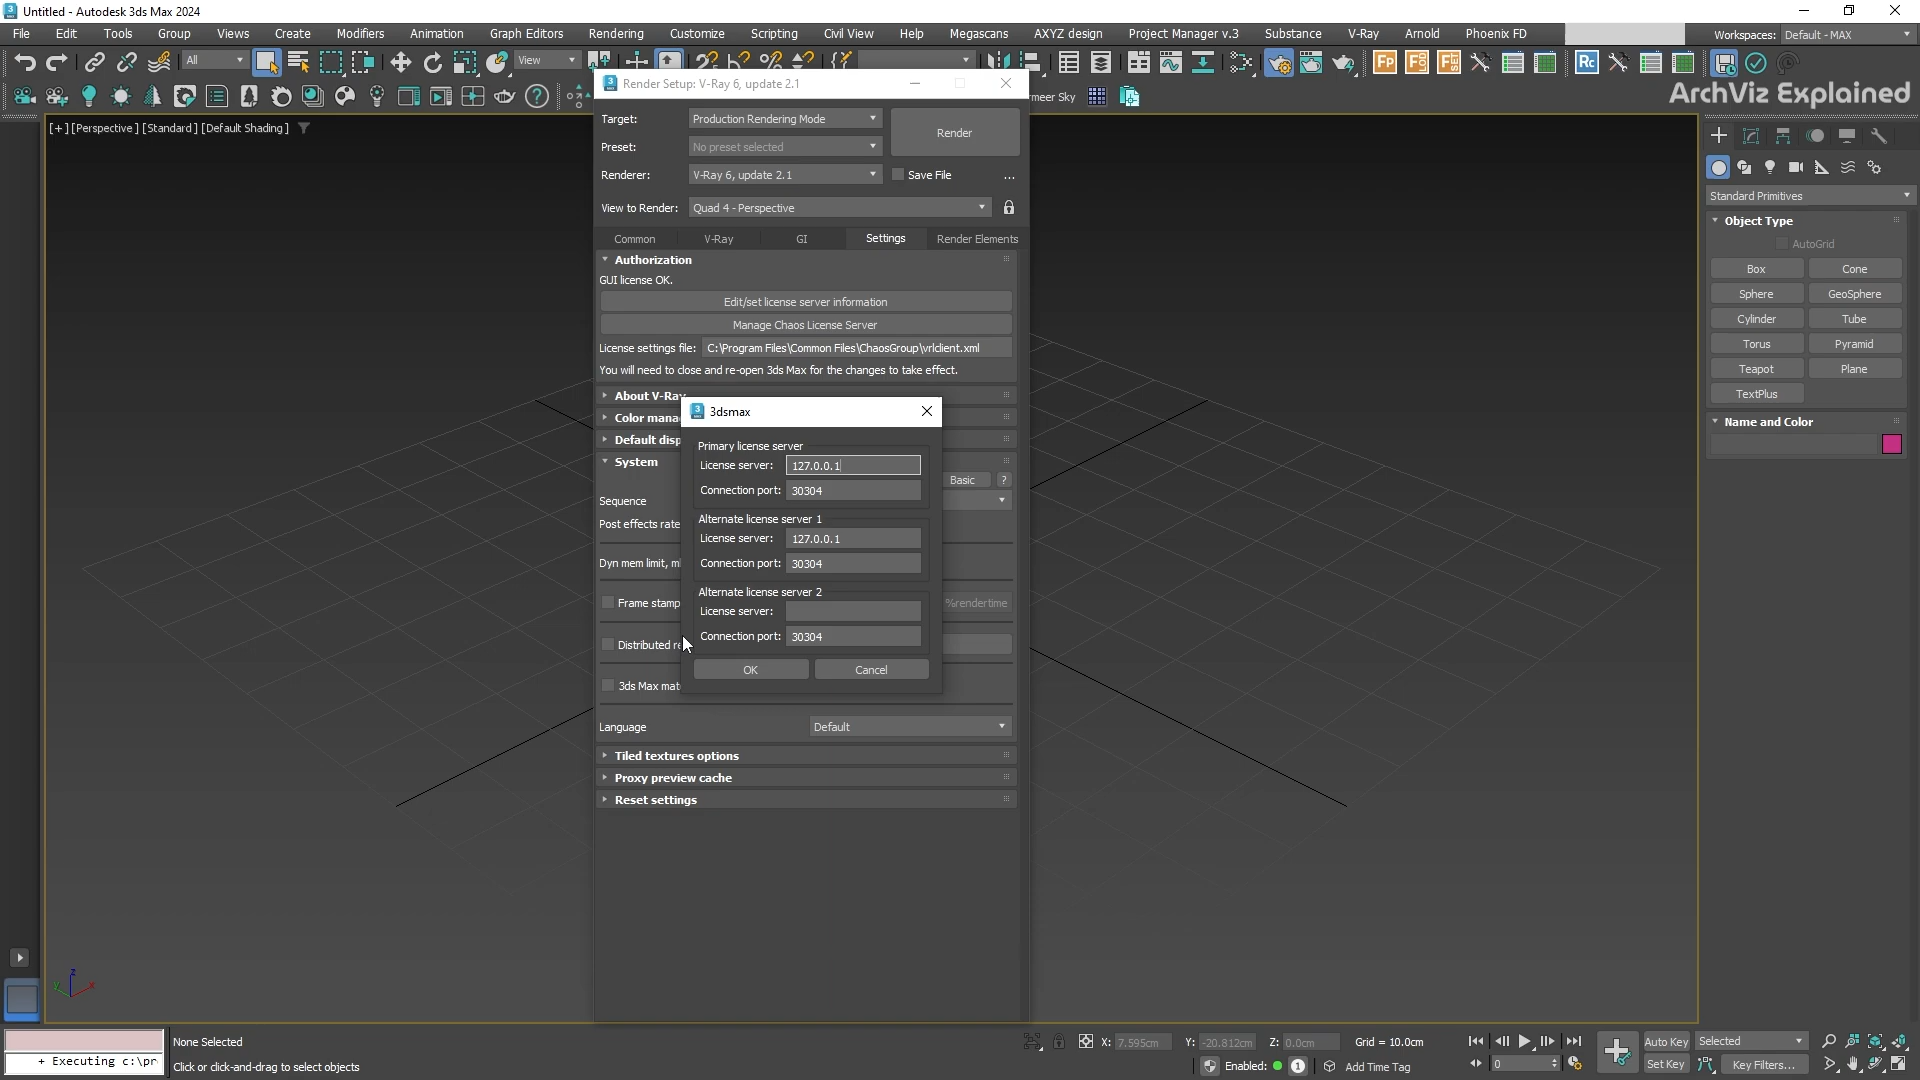 Untitled - Autodesk 3ds Max 2024
File Edit Tools Group Views Create Modifiers Animation Graph Editors Rendering Customize Scripting Civil View Help Megascans AXYZ design Project Manager v.3 Substance V-Ray Arnold Phoenix FD Workspaces: Default - MAX
All View Fp Rc
meer Sky ArchViz Explained
[+] [Perspective] [Standard] [Default Shading]
Render Setup: V-Ray 6, update 2.1
Target: Production Rendering Mode Render
Preset: No preset selected
Renderer: V-Ray 6, update 2.1 Save File ...
View to Render: Quad 4 - Perspective
Common V-Ray GI Settings Render Elements
Authorization
GUI license OK.
Edit/set license server information
Manage Chaos License Server
License settings file: C:\Program Files\Common Files\ChaosGroup\vrlclient.xml
You will need to close and re-open 3ds Max for the changes to take effect.
About V-Ray
Color mana
Default disp
System
Basic ?
Sequence
Post effects rate
Dyn mem limit,
Frame stamp %rendertime
Distributed re
3ds Max mat
Language Default
Tiled textures options
Proxy preview cache
Reset settings
3dsmax
Primary license server
License server: 127.0.0.1
Connection port: 30304
Alternate license server 1
License server: 127.0.0.1
Connection port: 30304
Alternate license server 2
License server:
Connection port: 30304
OK Cancel
Standard Primitives
Object Type
AutoGrid
Box Cone
Sphere GeoSphere
Cylinder Tube
Torus Pyramid
Teapot Plane
TextPlus
Name and Color
z
y x
None Selected X: 7.595cm Y: -20.812cm Z: 0.0cm Grid = 10.0cm Auto Key Selected
+ Executing c:\pr Click or click-and-drag to select objects Enabled: 1 Add Time Tag 0 Set Key Key Filters...